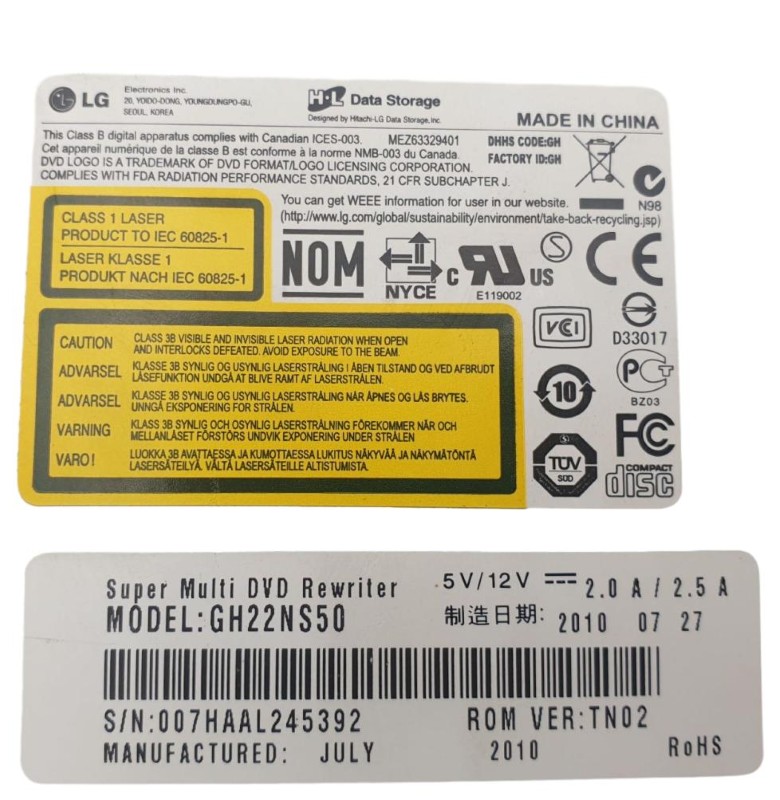 LG Electronics Inc.
20, YOIDO-DONG, YOUNGDUNGPO-GU,
SEOUL, KOREA
H·L Data Storage
Designed by Hitachi-LG Data Storage,Inc.
MADE IN CHINA
This Class B digital apparatus complies with Canadian ICES-003. MEZ63329401
Cet appareil numérique de la classe B est conforme à la norme NMB-003 du Canada.
DVD LOGO IS A TRADEMARK OF DVD FORMAT/LOGO LICENSING CORPORATION.
COMPLIES WITH FDA RADIATION PERFORMANCE STANDARDS, 21 CFR SUBCHAPTER J.
DHHS CODE:GH
FACTORY ID:GH
N98
You can get WEEE information for user in our website.
(http://www.lg.com/global/sustainability/environment/take-back-recycling.jsp)
CLASS 1 LASER
PRODUCT TO IEC 60825-1
LASER KLASSE 1
PRODUKT NACH IEC 60825-1
NOM
NYCE
C RU US
E119002
S
CE
VCI
D33017
10
PCT
BZ03
FC
TÜV
SÜD
COMPACT
disc
CAUTION CLASS 3B VISIBLE AND INVISIBLE LASER RADIATION WHEN OPEN
AND INTERLOCKS DEFEATED. AVOID EXPOSURE TO THE BEAM.
ADVARSEL KLASSE 3B SYNLIG OG USYNLIG LASERSTRÅLING I ÅBEN TILSTAND OG VED AFBRUDT
LÅSEFUNKTION UNDGÅ AT BLIVE RAMT AF LASERSTRÅLEN.
ADVARSEL KLASSE 3B SYNLIG OG USYNLIG LASERSTRÅLING NÅR ÅPNES OG LÅS BRYTES.
UNNGÅ EKSPONERING FOR STRÅLEN.
VARNING KLASS 3B SYNLIG OCH OSYNLIG LASERSTRÅLNING FÖREKOMMER NÄR OCH
MELLANLÅSET FÖRSTÖRS UNDVIK EXPONERING UNDER STRÅLEN
VARO! LUOKKA 3B AVATTAESSA JA KUMOTTAESSA LUKITUS NÄKYVÄÄ JA NÄKYMÄTÖNTÄ
LASERSÄTEILYÄ. VÄLTÄ LASERSÄTEILLE ALTISTUMISTA.
Super Multi DVD Rewriter 5V/12V 2.0 A / 2.5 A
MODEL:GH22NS50 制造日期: 2010 07 27
S/N:007HAAL245392 ROM VER:TN02
MANUFACTURED: JULY 2010 RoHS